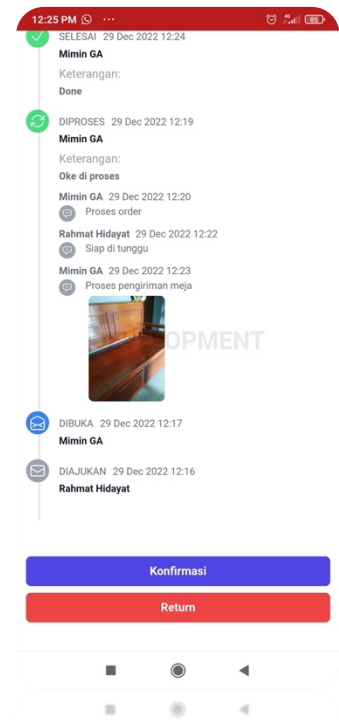 12:25 PM
4G
85
SELESAI 29 Dec 2022 12:24
Mimin GA
Keterangan:
Done
DIPROSES 29 Dec 2022 12:19
Mimin GA
Keterangan:
Oke di proses
Mimin GA 29 Dec 2022 12:20
Proses order
Rahmat Hidayat 29 Dec 2022 12:22
Siap di tunggu
Mimin GA 29 Dec 2022 12:23
Proses pengiriman meja
OPMENT
DIBUKA 29 Dec 2022 12:17
Mimin GA
DIAJUKAN 29 Dec 2022 12:16
Rahmat Hidayat
Konfirmasi
Return